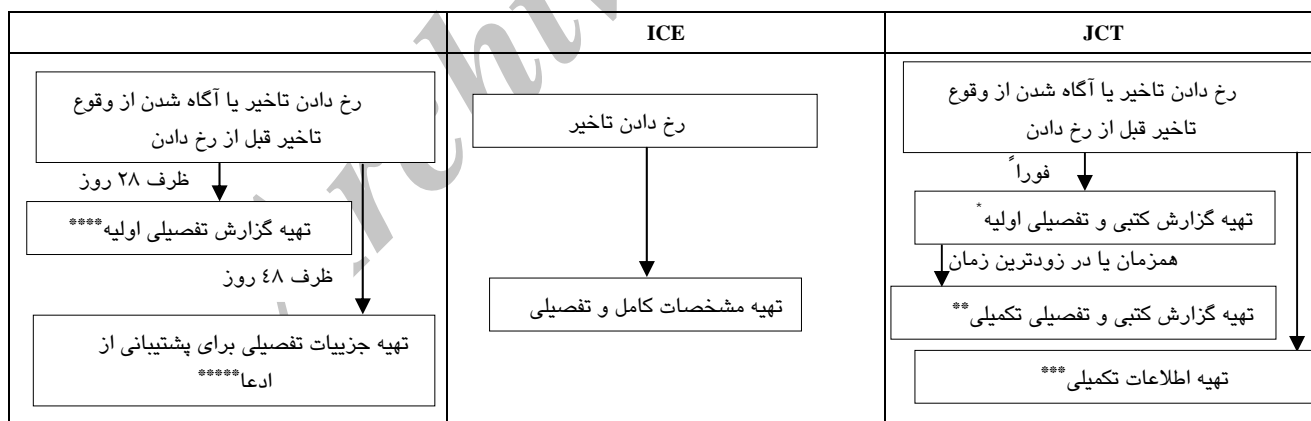 ICE
JCT
رخ دادن تاخیر یا آگاه شدن از وقوع
تاخیر قبل از رخ دادن
فوراً
تهیه گزارش کتبی و تفصیلی اولیه*
همزمان یا در زودترین زمان
تهیه گزارش کتبی و تفصیلی تکمیلی**
تهیه اطلاعات تکمیلی***
رخ دادن تاخیر
تهیه مشخصات کامل و تفصیلی
رخ دادن تاخیر یا آگاه شدن از وقوع
تاخیر قبل از رخ دادن
ظرف ۲۸ روز
تهیه گزارش تفصیلی اولیه****
ظرف ٤٨ روز
تهیه جزییات تفصیلی برای پشتیبانی از
ادعا*****